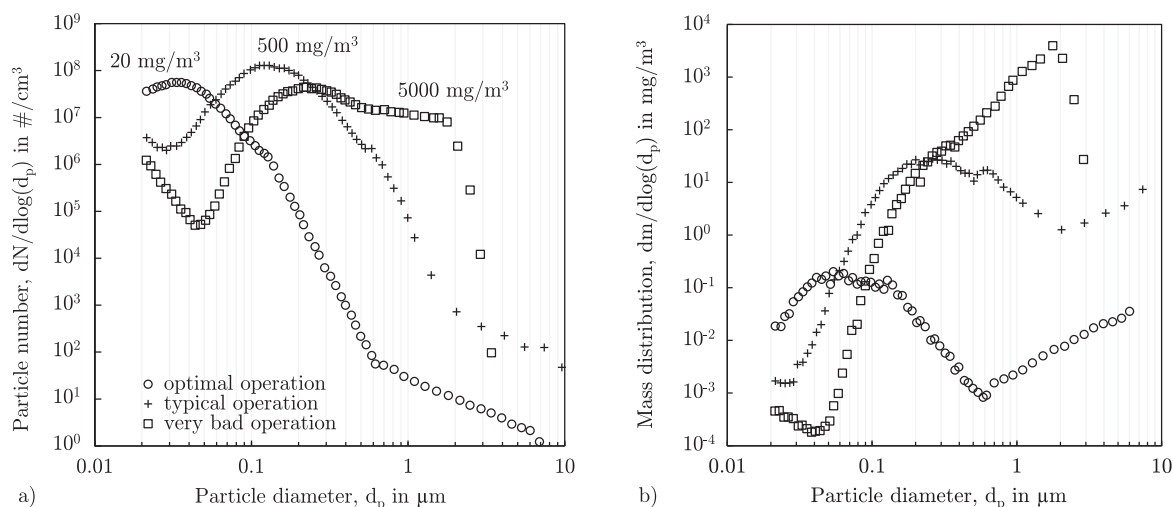 Particle number, dN/dlog(dₚ) in #/cm³
10⁹
10⁸
10⁷
10⁶
10⁵
10⁴
10³
10²
10¹
10⁰
20 mg/m³
500 mg/m³
5000 mg/m³
optimal operation
typical operation
very bad operation
0.01 0.1 1 10
Particle diameter, dₚ in µm
a)
Mass distribution, dm/dlog(dₚ) in mg/m³
10⁴
10³
10²
10¹
10⁰
10⁻¹
10⁻²
10⁻³
10⁻⁴
0.01 0.1 1 10
Particle diameter, dₚ in µm
b)